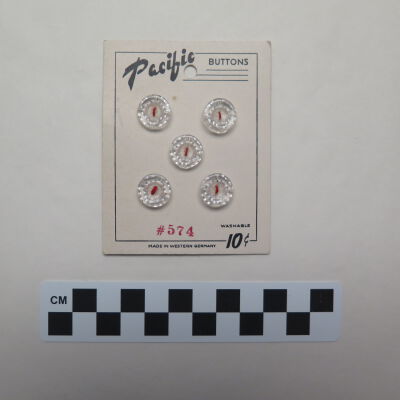 Pacific BUTTONS
#574
WASHABLE
10¢
MADE IN WESTERN GERMANY
CM